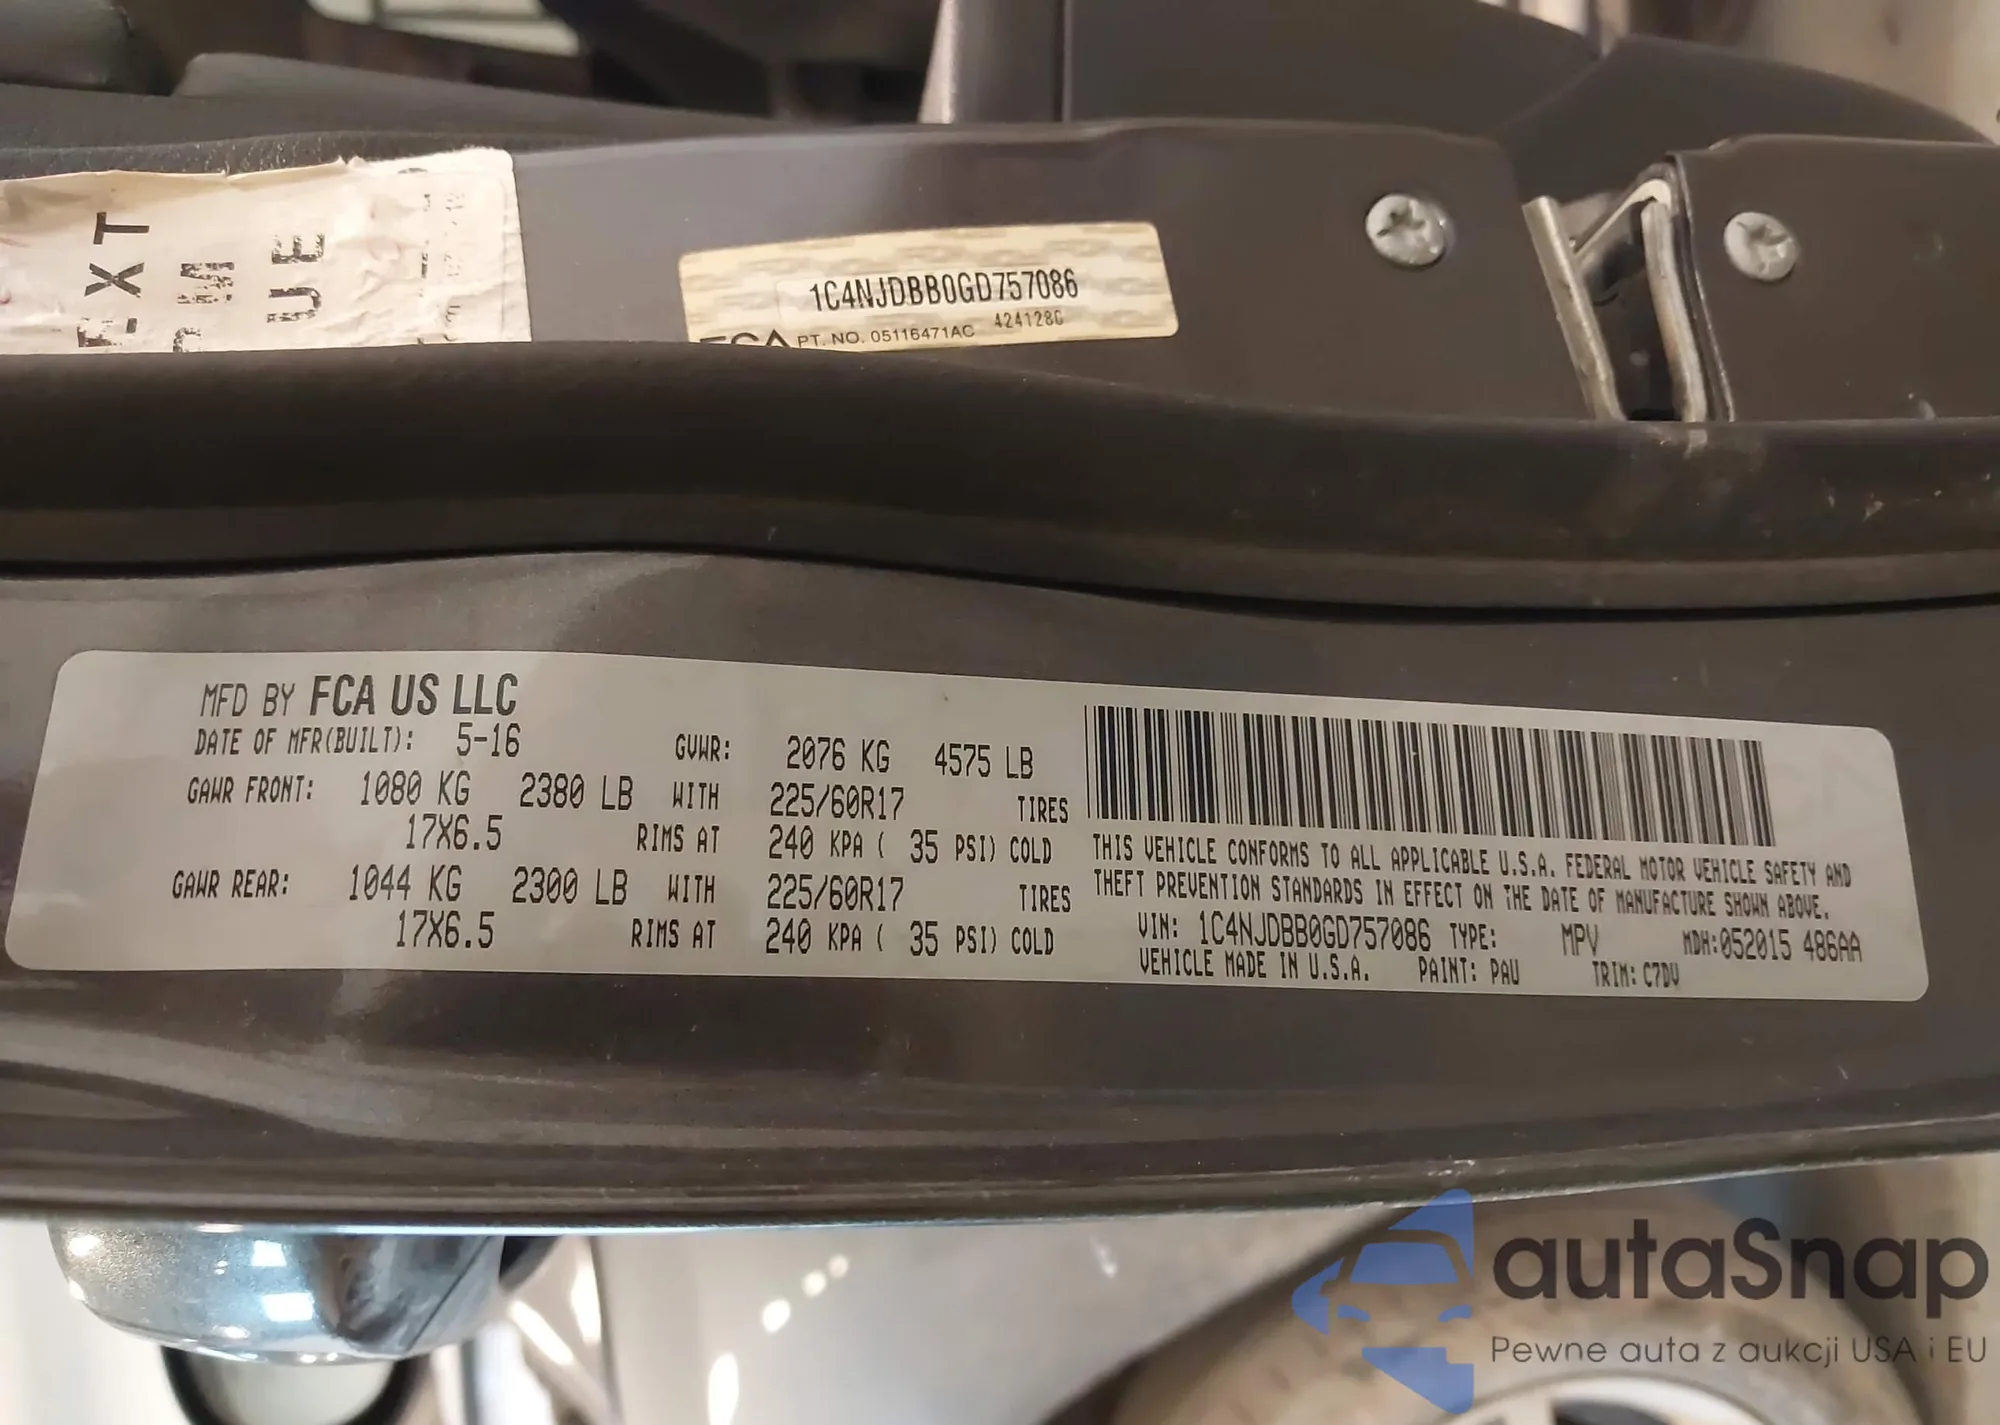 EXT
UE
1C4NJDBB0GD757086
FCA PT. NO. 05116471AC 424128C
MFD BY FCA US LLC
DATE OF MFR(BUILT): 5-16 GVWR: 2076 KG 4575 LB
GAWR FRONT: 1080 KG 2380 LB WITH 225/60R17 TIRES
17X6.5 RIMS AT 240 KPA ( 35 PSI) COLD
GAWR REAR: 1044 KG 2300 LB WITH 225/60R17 TIRES
17X6.5 RIMS AT 240 KPA ( 35 PSI) COLD
THIS VEHICLE CONFORMS TO ALL APPLICABLE U.S.A. FEDERAL MOTOR VEHICLE SAFETY AND
THEFT PREVENTION STANDARDS IN EFFECT ON THE DATE OF MANUFACTURE SHOWN ABOVE.
VIN: 1C4NJDBB0GD757086 TYPE: MPV MDH:052015 486AA
VEHICLE MADE IN U.S.A. PAINT: PAU TRIM: C7DV
autaSnap
Pewne auta z aukcji USA i EU